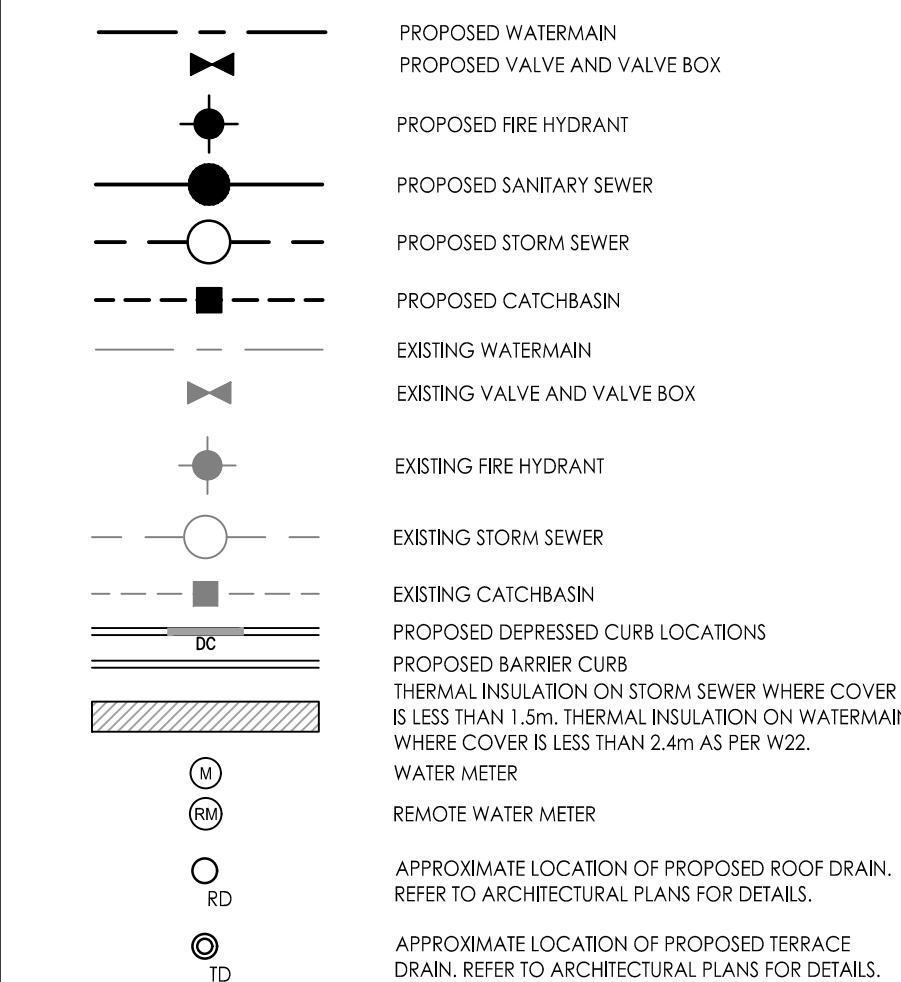 PROPOSED WATERMAIN
PROPOSED VALVE AND VALVE BOX
PROPOSED FIRE HYDRANT
PROPOSED SANITARY SEWER
PROPOSED STORM SEWER
PROPOSED CATCHBASIN
EXISTING WATERMAIN
EXISTING VALVE AND VALVE BOX
EXISTING FIRE HYDRANT
EXISTING STORM SEWER
EXISTING CATCHBASIN
PROPOSED DEPRESSED CURB LOCATIONS
DC
PROPOSED BARRIER CURB
THERMAL INSULATION ON STORM SEWER WHERE COVER
IS LESS THAN 1.5m. THERMAL INSULATION ON WATERMAIN
WHERE COVER IS LESS THAN 2.4m AS PER W22.
M WATER METER
RM REMOTE WATER METER
APPROXIMATE LOCATION OF PROPOSED ROOF DRAIN.
RD REFER TO ARCHITECTURAL PLANS FOR DETAILS.
APPROXIMATE LOCATION OF PROPOSED TERRACE
TD DRAIN. REFER TO ARCHITECTURAL PLANS FOR DETAILS.